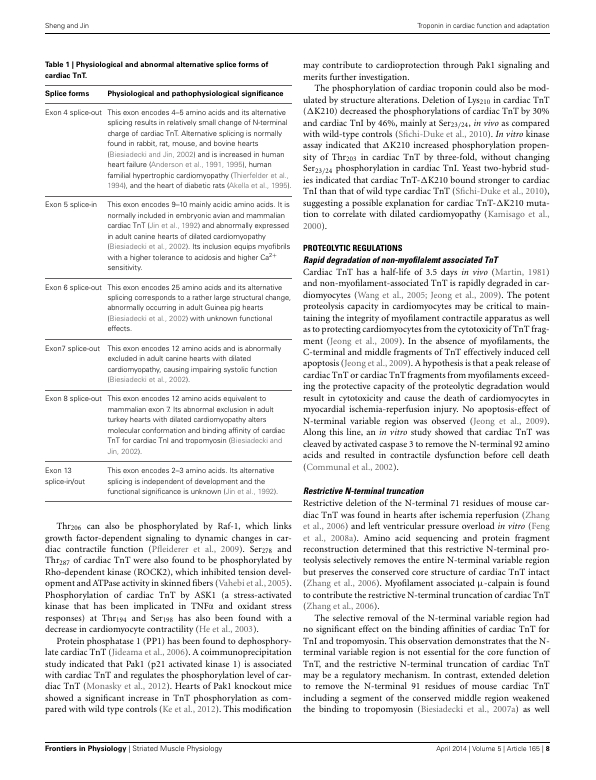 Sheng and Jin
Troponin in cardiac function and adaptation
Table 1 | Physiological and abnormal alternative splice forms of
cardiac TnT.
Splice forms Physiological and pathophysiological significance
Exon 4 splice-out This exon encodes 4–5 amino acids and its alternative
splicing results in relatively small change of N-terminal
charge of cardiac TnT. Alternative splicing is normally
found in rabbit, rat, mouse, and bovine hearts
(Biesiadecki and Jin, 2002) and is increased in human
heart failure (Anderson et al., 1991, 1995), human
familial hypertrophic cardiomyopathy (Thierfelder et al.,
1994), and the heart of diabetic rats (Akella et al., 1995).
Exon 5 splice-in This exon encodes 9–10 mainly acidic amino acids. It is
normally included in embryonic avian and mammalian
cardiac TnT (Jin et al., 1992) and abnormally expressed
in adult canine hearts of dilated cardiomyopathy
(Biesiadecki et al., 2002). Its inclusion equips myofibrils
with a higher tolerance to acidosis and higher Ca2+
sensitivity.
Exon 6 splice-out This exon encodes 25 amino acids and its alternative
splicing corresponds to a rather large structural change,
abnormally occurring in adult Guinea pig hearts
(Biesiadecki et al., 2002) with unknown functional
effects.
Exon7 splice-out This exon encodes 12 amino acids and is abnormally
excluded in adult canine hearts with dilated
cardiomyopathy, causing impairing systolic function
(Biesiadecki et al., 2002).
Exon 8 splice-out This exon encodes 12 amino acids equivalent to
mammalian exon 7. Its abnormal exclusion in adult
turkey hearts with dilated cardiomyopathy alters
molecular conformation and binding affinity of cardiac
TnT for cardiac TnI and tropomyosin (Biesiadecki and
Jin, 2002).
Exon 13 This exon encodes 2–3 amino acids. Its alternative
splice-in/out splicing is independent of development and the
functional significance is unknown (Jin et al., 1992).
Thr206 can also be phosphorylated by Raf-1, which links
growth factor-dependent signaling to dynamic changes in car-
diac contractile function (Pfleiderer et al., 2009). Ser278 and
Thr287 of cardiac TnT were also found to be phosphorylated by
Rho-dependent kinase (ROCK2), which inhibited tension devel-
opment and ATPase activity in skinned fibers (Vahebi et al., 2005).
Phosphorylation of cardiac TnT by ASK1 (a stress-activated
kinase that has been implicated in TNFα and oxidant stress
responses) at Thr194 and Ser198 has also been found with a
decrease in cardiomyocyte contractility (He et al., 2003).
Protein phosphatase 1 (PP1) has been found to dephosphory-
late cardiac TnT (Jideama et al., 2006). A coimmunoprecipitation
study indicated that Pak1 (p21 activated kinase 1) is associated
with cardiac TnT and regulates the phosphorylation level of car-
diac TnT (Monasky et al., 2012). Hearts of Pak1 knockout mice
showed a significant increase in TnT phosphorylation as com-
pared with wild type controls (Ke et al., 2012). This modification
may contribute to cardioprotection through Pak1 signaling and
merits further investigation.
The phosphorylation of cardiac troponin could also be mod-
ulated by structure alterations. Deletion of Lys210 in cardiac TnT
(ΔK210) decreased the phosphorylations of cardiac TnT by 30%
and cardiac TnI by 46%, mainly at Ser23/24, in vivo as compared
with wild-type controls (Sfichi-Duke et al., 2010). In vitro kinase
assay indicated that ΔK210 increased phosphorylation propen-
sity of Thr203 in cardiac TnT by three-fold, without changing
Ser23/24 phosphorylation in cardiac TnI. Yeast two-hybrid stud-
ies indicated that cardiac TnT-ΔK210 bound stronger to cardiac
TnI than that of wild type cardiac TnT (Sfichi-Duke et al., 2010),
suggesting a possible explanation for cardiac TnT-ΔK210 muta-
tion to correlate with dilated cardiomyopathy (Kamisago et al.,
2000).
PROTEOLYTIC REGULATIONS
Rapid degradation of non-myofilalemt associated TnT
Cardiac TnT has a half-life of 3.5 days in vivo (Martin, 1981)
and non-myofilament-associated TnT is rapidly degraded in car-
diomyocytes (Wang et al., 2005; Jeong et al., 2009). The potent
proteolysis capacity in cardiomyocytes may be critical to main-
taining the integrity of myofilament contractile apparatus as well
as to protecting cardiomyocytes from the cytotoxicity of TnT frag-
ment (Jeong et al., 2009). In the absence of myofilaments, the
C-terminal and middle fragments of TnT effectively induced cell
apoptosis (Jeong et al., 2009). A hypothesis is that a peak release of
cardiac TnT or cardiac TnT fragments from myofilaments exceed-
ing the protective capacity of the proteolytic degradation would
result in cytotoxicity and cause the death of cardiomyocytes in
myocardial ischemia-reperfusion injury. No apoptosis-effect of
N-terminal variable region was observed (Jeong et al., 2009).
Along this line, an in vitro study showed that cardiac TnT was
cleaved by activated caspase 3 to remove the N-terminal 92 amino
acids and resulted in contractile dysfunction before cell death
(Communal et al., 2002).
Restrictive N-terminal truncation
Restrictive deletion of the N-terminal 71 residues of mouse car-
diac TnT was found in hearts after ischemia reperfusion (Zhang
et al., 2006) and left ventricular pressure overload in vitro (Feng
et al., 2008a). Amino acid sequencing and protein fragment
reconstruction determined that this restrictive N-terminal pro-
teolysis selectively removes the entire N-terminal variable region
but preserves the conserved core structure of cardiac TnT intact
(Zhang et al., 2006). Myofilament associated μ-calpain is found
to contribute the restrictive N-terminal truncation of cardiac TnT
(Zhang et al., 2006).
The selective removal of the N-terminal variable region had
no significant effect on the binding affinities of cardiac TnT for
TnI and tropomyosin. This observation demonstrates that the N-
terminal variable region is not essential for the core function of
TnT, and the restrictive N-terminal truncation of cardiac TnT
may be a regulatory mechanism. In contrast, extended deletion
to remove the N-terminal 91 residues of mouse cardiac TnT
including a segment of the conserved middle region weakened
the binding to tropomyosin (Biesiadecki et al., 2007a) as well
Frontiers in Physiology | Striated Muscle Physiology
April 2014 | Volume 5 | Article 165 | 8